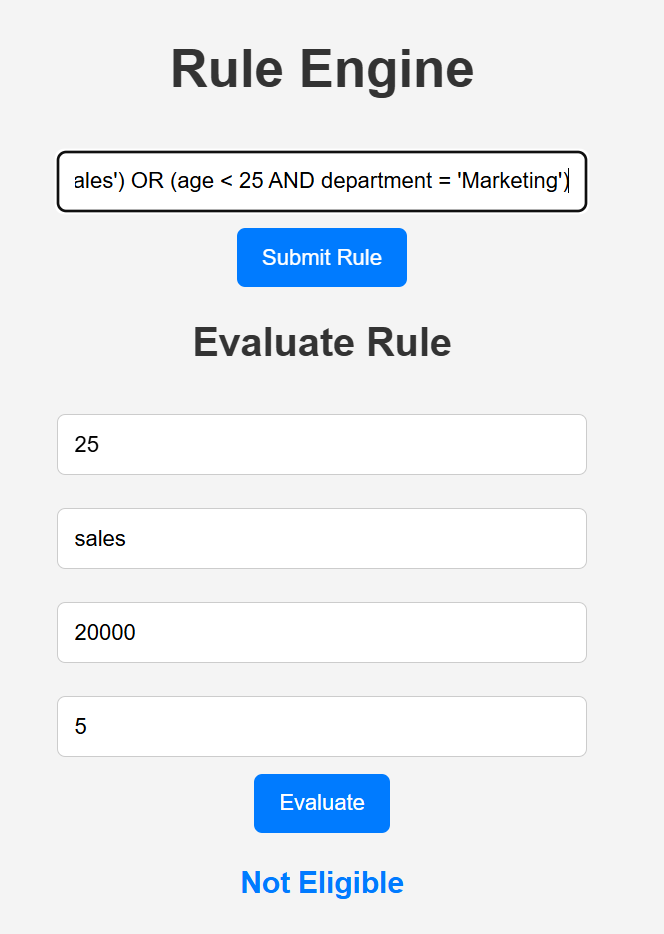 Rule Engine
ales') OR (age < 25 AND department = 'Marketing')
Submit Rule
Evaluate Rule
25
sales
20000
5
Evaluate
Not Eligible